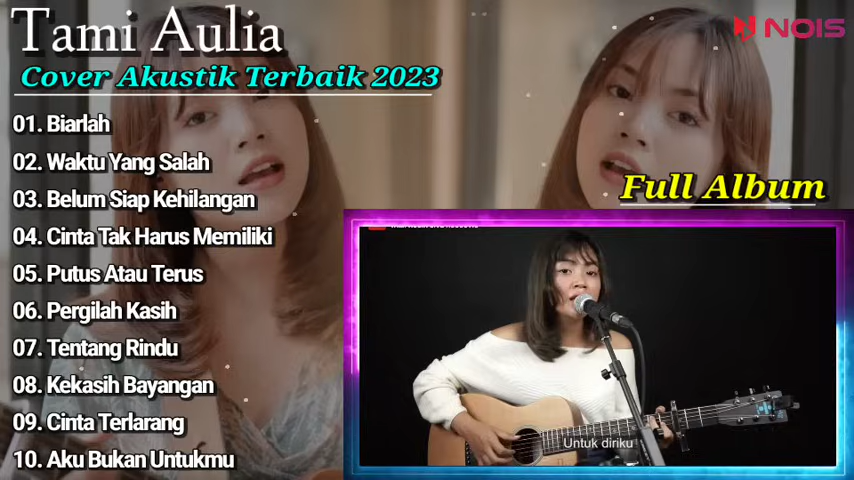 Tami Aulia
NOIS
Cover Akustik Terbaik 2023
01. Biarlah
02. Waktu Yang Salah
03. Belum Siap Kehilangan
04. Cinta Tak Harus Memiliki
05. Putus Atau Terus
06. Pergilah Kasih
07. Tentang Rindu
08. Kekasih Bayangan
09. Cinta Terlarang
10. Aku Bukan Untukmu
Full Album
Untuk diriku